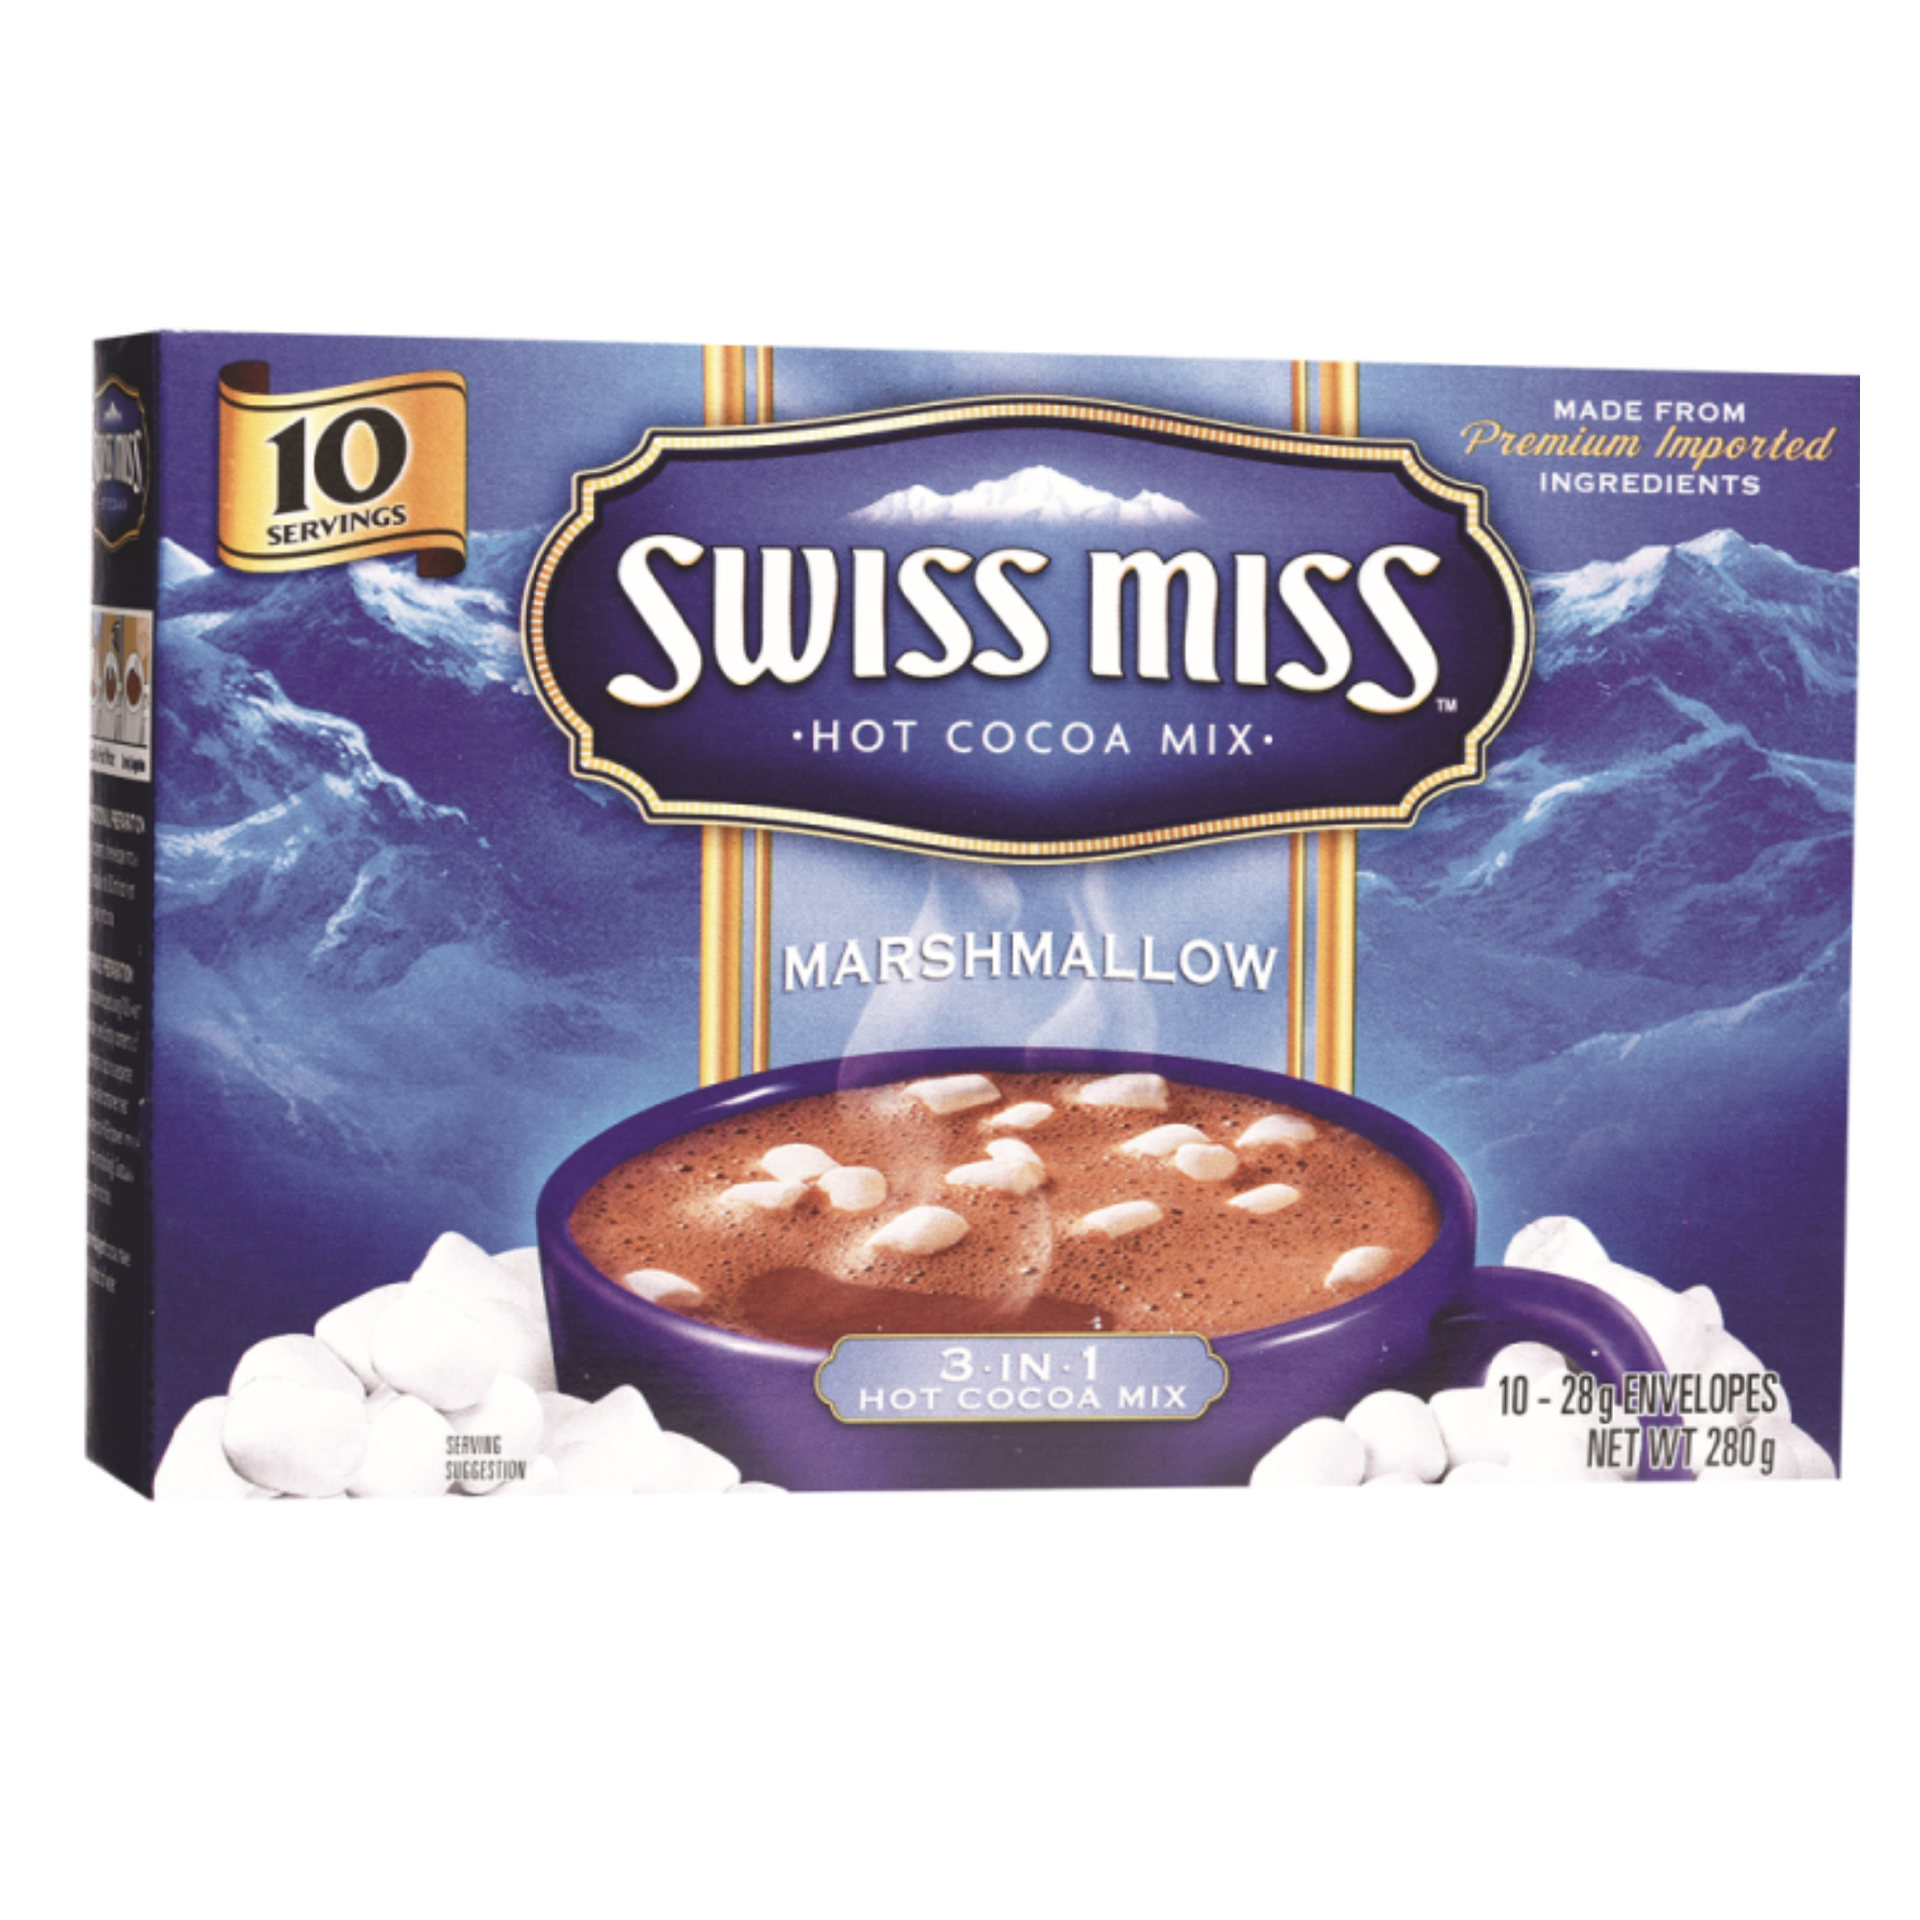 10
SERVINGS
MADE FROM
Premium Imported
INGREDIENTS
SWISS MISS™
·HOT COCOA MIX·
MARSHMALLOW
3·IN·1
HOT COCOA MIX
SERVING
SUGGESTION
10 - 28g ENVELOPES
NET WT 280g